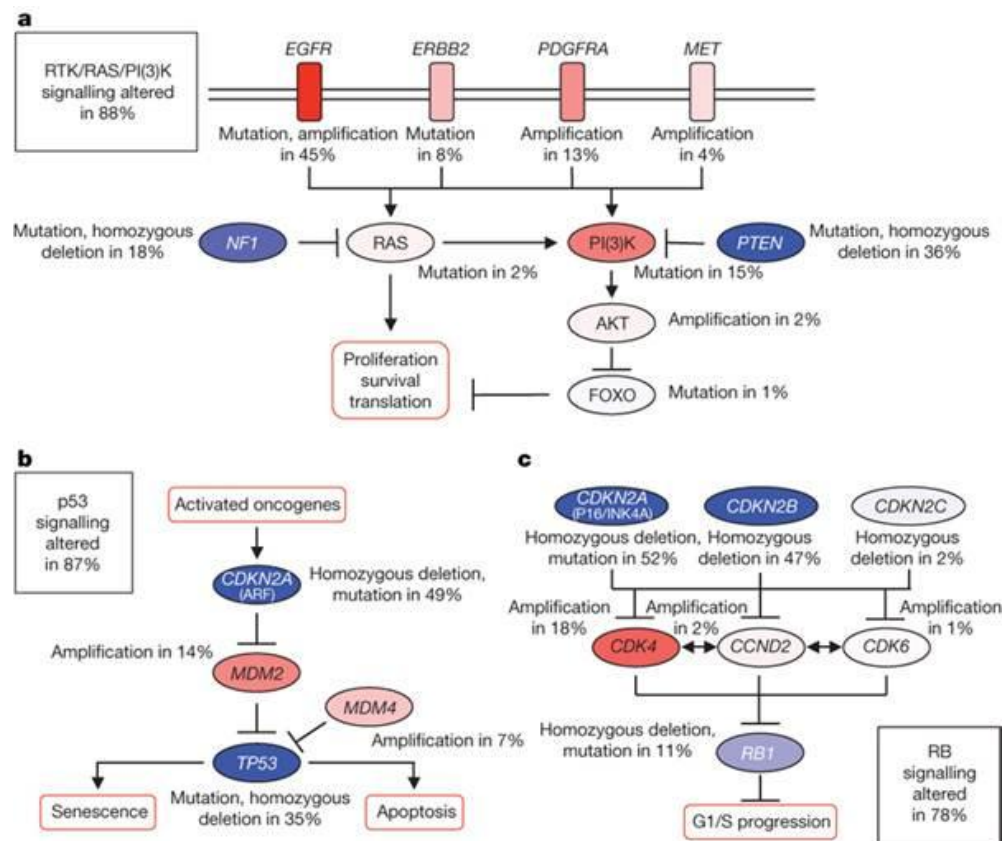 a
RTK/RAS/PI(3)K
signalling altered
in 88%
EGFR
ERBB2
PDGFRA
MET
Mutation, amplification
in 45%
Mutation
in 8%
Amplification
in 13%
Amplification
in 4%
Mutation, homozygous
deletion in 18%
NF1
RAS
Mutation in 2%
PI(3)K
Mutation in 15%
PTEN
Mutation, homozygous
deletion in 36%
AKT
Amplification in 2%
Proliferation
survival
translation
FOXO
Mutation in 1%
b
p53
signalling
altered
in 87%
Activated oncogenes
CDKN2A
(ARF)
Homozygous deletion,
mutation in 49%
Amplification in 14%
MDM2
MDM4
Amplification in 7%
TP53
Senescence
Mutation, homozygous
deletion in 35%
Apoptosis
c
CDKN2A
(P16/INK4A)
CDKN2B
CDKN2C
Homozygous deletion,
mutation in 52%
Homozygous
deletion in 47%
Homozygous
deletion in 2%
Amplification
in 18%
Amplification
in 2%
Amplification
in 1%
CDK4
CCND2
CDK6
Homozygous deletion,
mutation in 11%
RB1
G1/S progression
RB
signalling
altered
in 78%